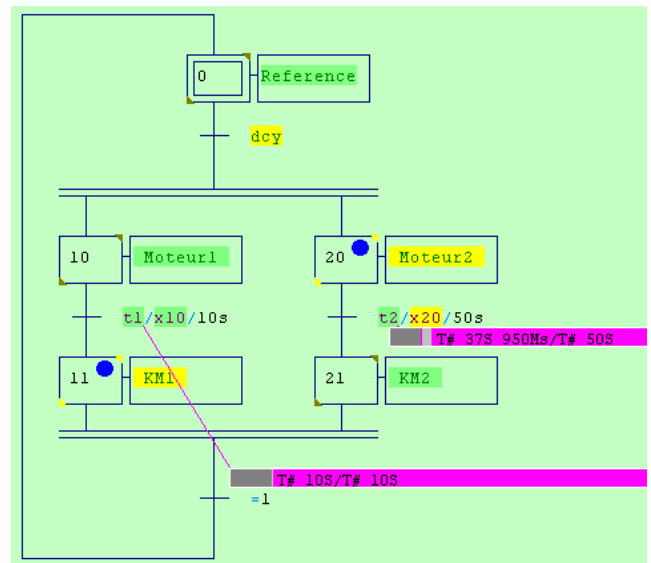 0 Reference
dcy
10 Moteur1
20 Moteur2
t1/x10/10s
t2/x20/50s
T# 37S 950Ms/T# 50S
11 KM1
21 KM2
T# 10S/T# 10S
=1